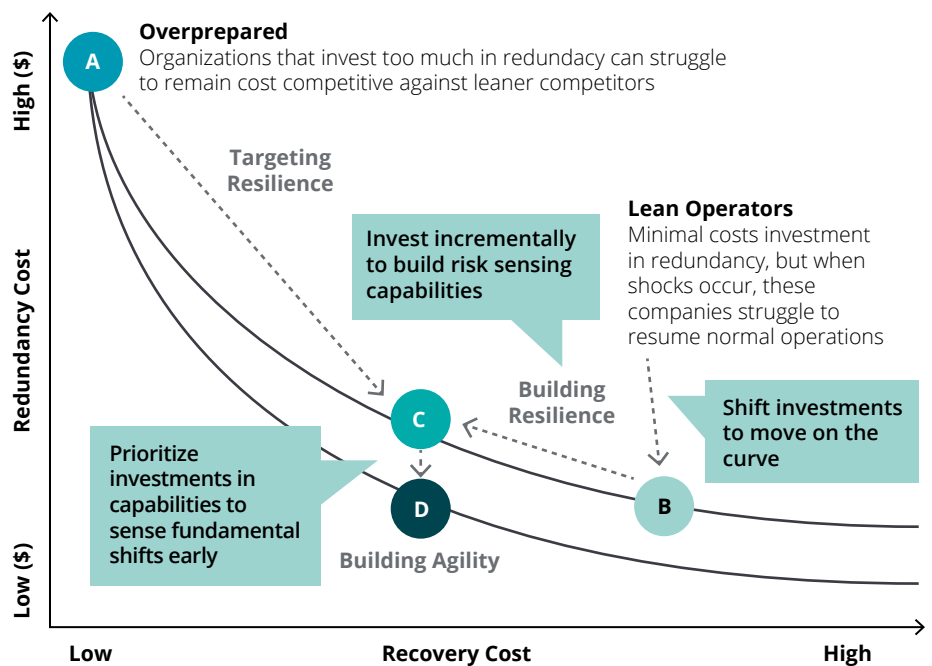 High ($)
Redundancy Cost
Low ($)
A
Overprepared
Organizations that invest too much in redundacy can struggle
to remain cost competitive against leaner competitors
Targeting
Resilience
Invest incrementally
to build risk sensing
capabilities
Lean Operators
Minimal costs investment
in redundancy, but when
shocks occur, these
companies struggle to
resume normal operations
Building
Resilience
Shift investments
to move on the
curve
C
Prioritize
investments in
capabilities to
sense fundamental
shifts early
D
B
Building Agility
Low
Recovery Cost
High